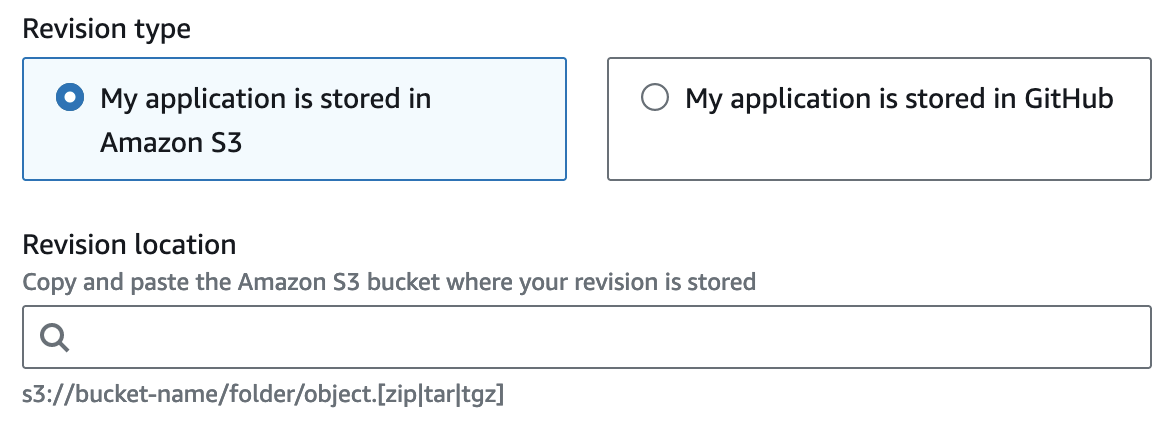 Revision type
My application is stored in
Amazon S3
My application is stored in GitHub
Revision location
Copy and paste the Amazon S3 bucket where your revision is stored
s3://bucket-name/folder/object.[zip|tar|tgz]